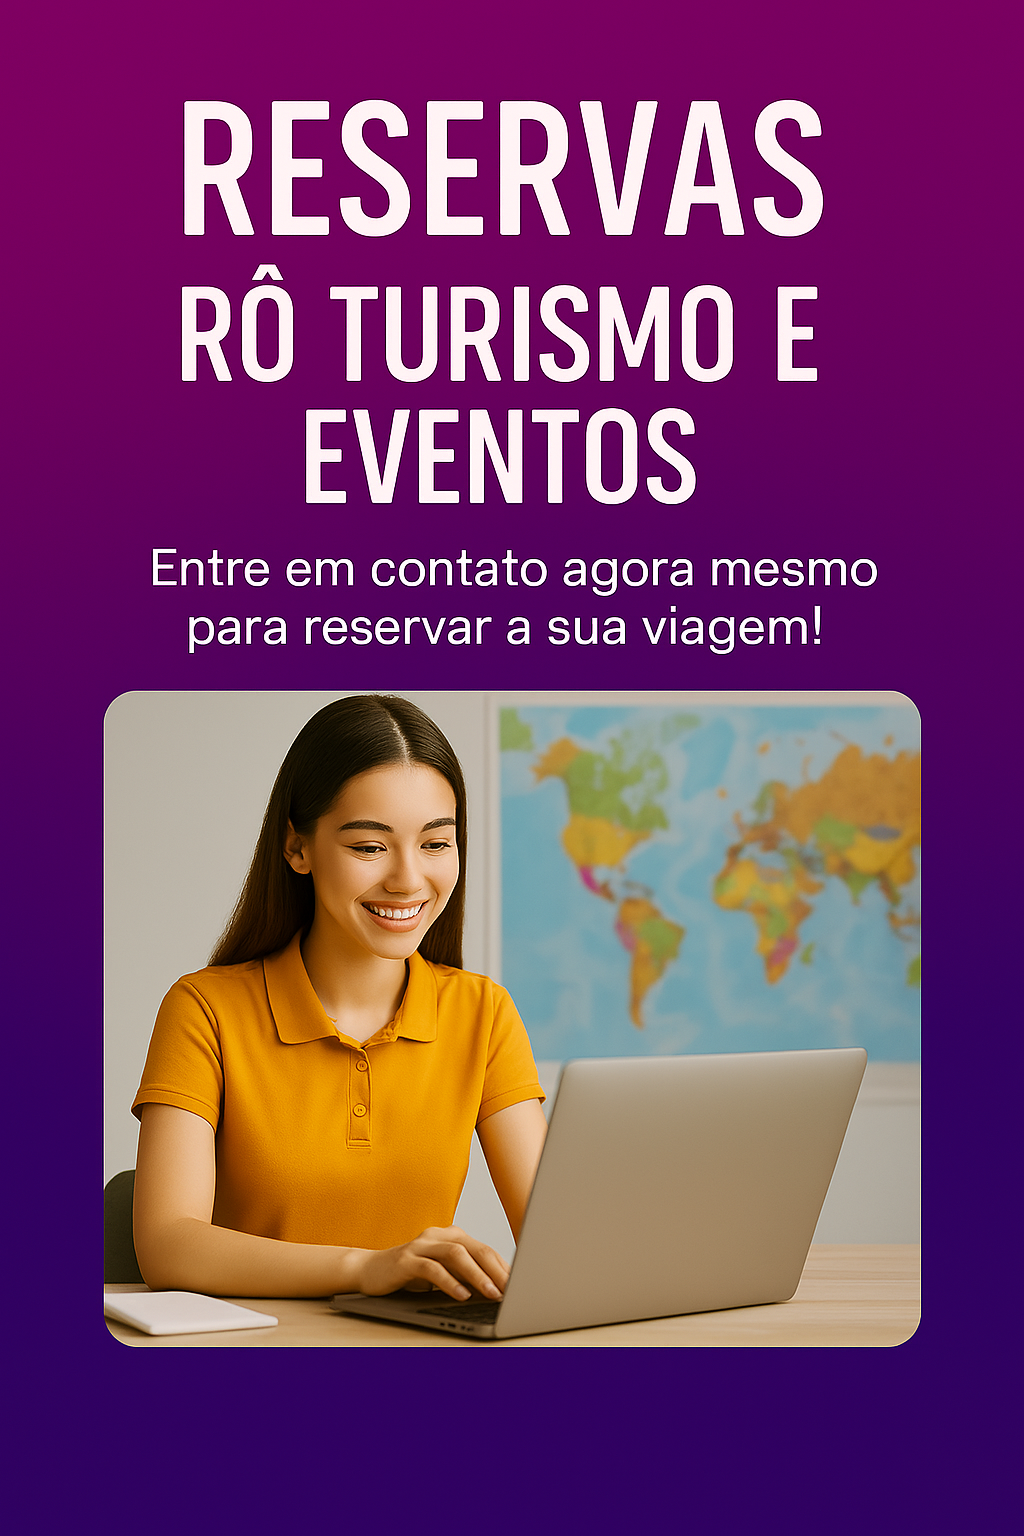 RESERVAS
RÔ TURISMO E
EVENTOS
Entre em contato agora mesmo
para reservar a sua viagem!